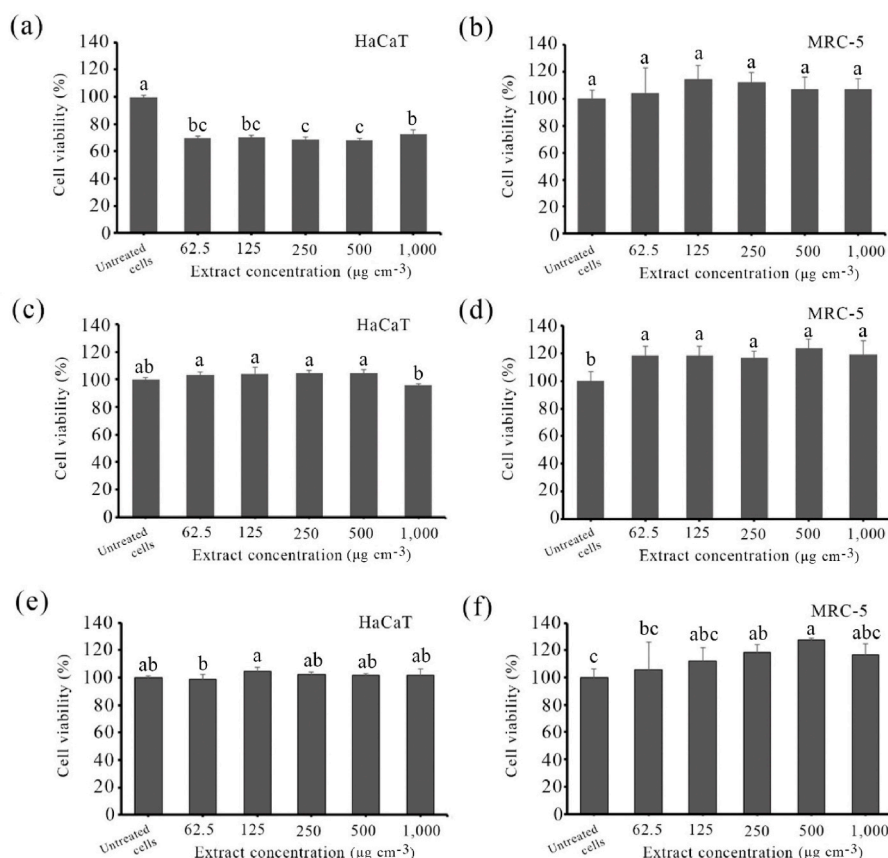 (a)
HaCaT
140
120
100
80
60
40
20
0
Cell viability (%)
a
bc
bc
c
c
b
Untreated cells
62.5
125
250
500
1,000
Extract concentration (µg cm-3)
(b)
MRC-5
140
120
100
80
60
40
20
0
Cell viability (%)
a
a
a
a
a
a
Untreated cells
62.5
125
250
500
1,000
Extract concentration (µg cm-3)
(c)
HaCaT
140
120
100
80
60
40
20
0
Cell viability (%)
ab
a
a
a
a
b
Untreated cells
62.5
125
250
500
1,000
Extract concentration (µg cm-3)
(d)
MRC-5
140
120
100
80
60
40
20
0
Cell viability (%)
b
a
a
a
a
a
Untreated cells
62.5
125
250
500
1,000
Extract concentration (µg cm-3)
(e)
HaCaT
140
120
100
80
60
40
20
0
Cell viability (%)
ab
b
a
ab
ab
ab
Untreated cells
62.5
125
250
500
1,000
Extract concentration (µg cm-3)
(f)
MRC-5
140
120
100
80
60
40
20
0
Cell viability (%)
c
bc
abc
ab
a
abc
Untreated cells
62.5
125
250
500
1,000
Extract concentration (µg cm-3)